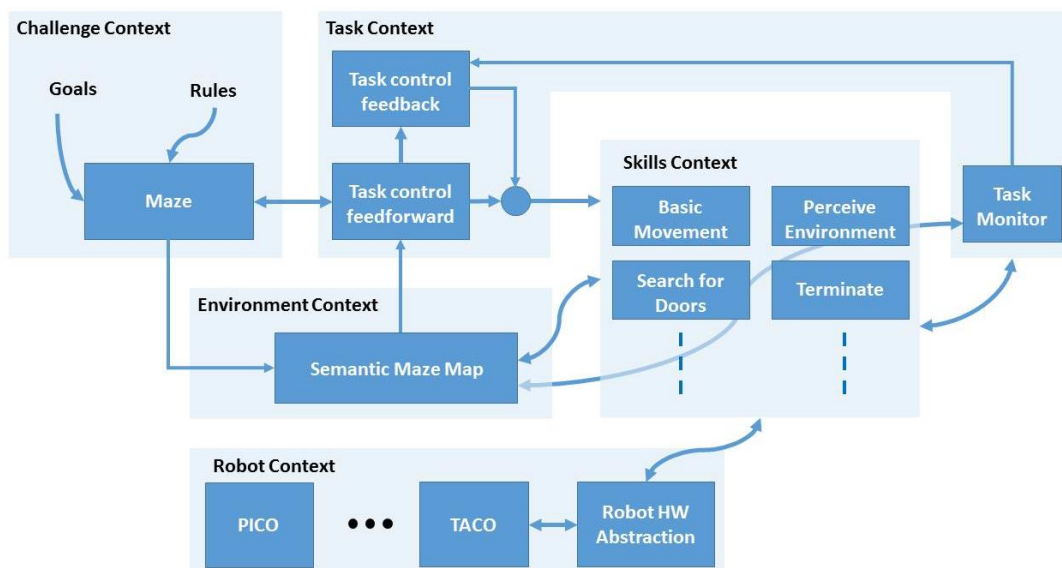 Challenge Context
Goals
Rules
Maze
Task Context
Task control
feedback
Task control
feedforward
Skills Context
Basic
Movement
Perceive
Environment
Search for
Doors
Terminate
Task
Monitor
Environment Context
Semantic Maze Map
Robot Context
PICO
TACO
Robot HW
Abstraction